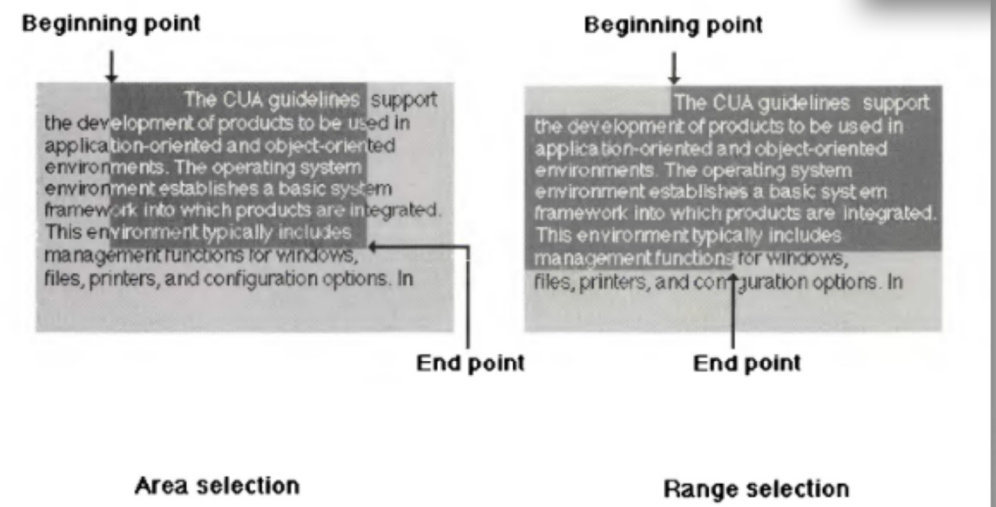 Beginning point
The CUA guidelines support
the development of products to be used in
application-oriented and object-oriented
environments. The operating system
environment establishes a basic system
framework into which products are integrated.
This environment typically includes
management functions for windows,
files, printers, and configuration options. In
End point
Area selection
Beginning point
The CUA guidelines support
the development of products to be used in
application-oriented and object-oriented
environments. The operating system
environment establishes a basic system
framework into which products are integrated.
This environment typically includes
management functions for windows,
files, printers, and configuration options. In
End point
Range selection